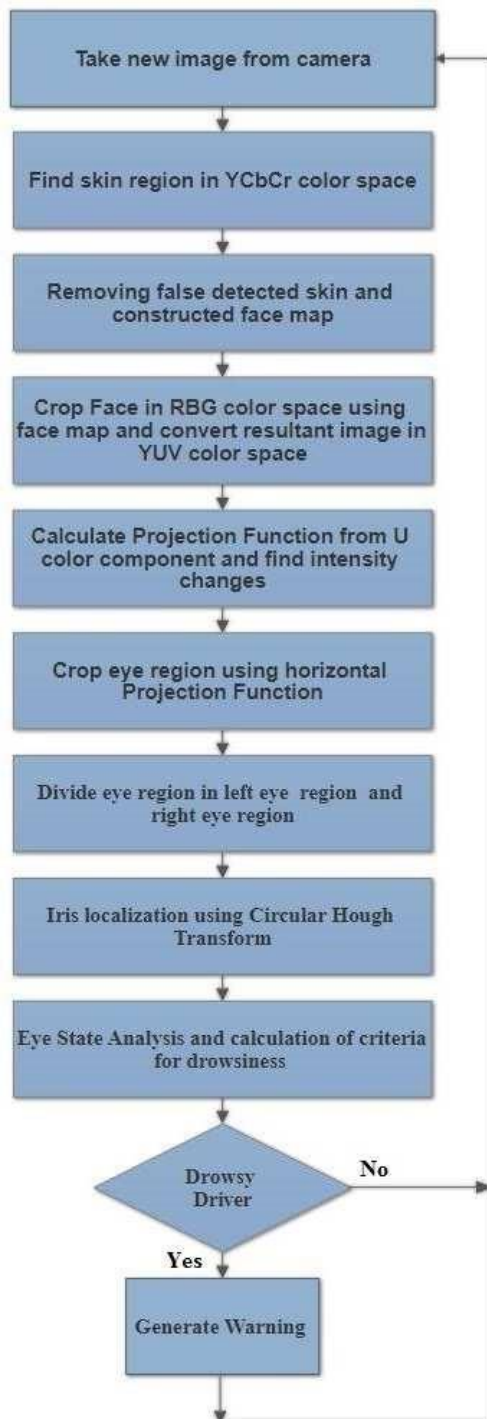 Take new image from camera
Find skin region in YCbCr color space
Removing false detected skin and
constructed face map
Crop Face in RBG color space using
face map and convert resultant image in
YUV color space
Calculate Projection Function from U
color component and find intensity
changes
Crop eye region using horizontal
Projection Function
Divide eye region in left eye region and
right eye region
Iris localization using Circular Hough
Transform
Eye State Analysis and calculation of criteria
for drowsiness
Drowsy
Driver
No
Yes
Generate Warning